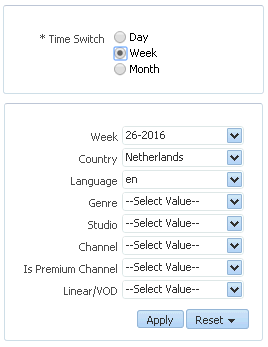 * Time Switch
Day
Week
Month
Week 26-2016
Country Netherlands
Language en
Genre --Select Value--
Studio --Select Value--
Channel --Select Value--
Is Premium Channel --Select Value--
Linear/VOD --Select Value--
Apply Reset